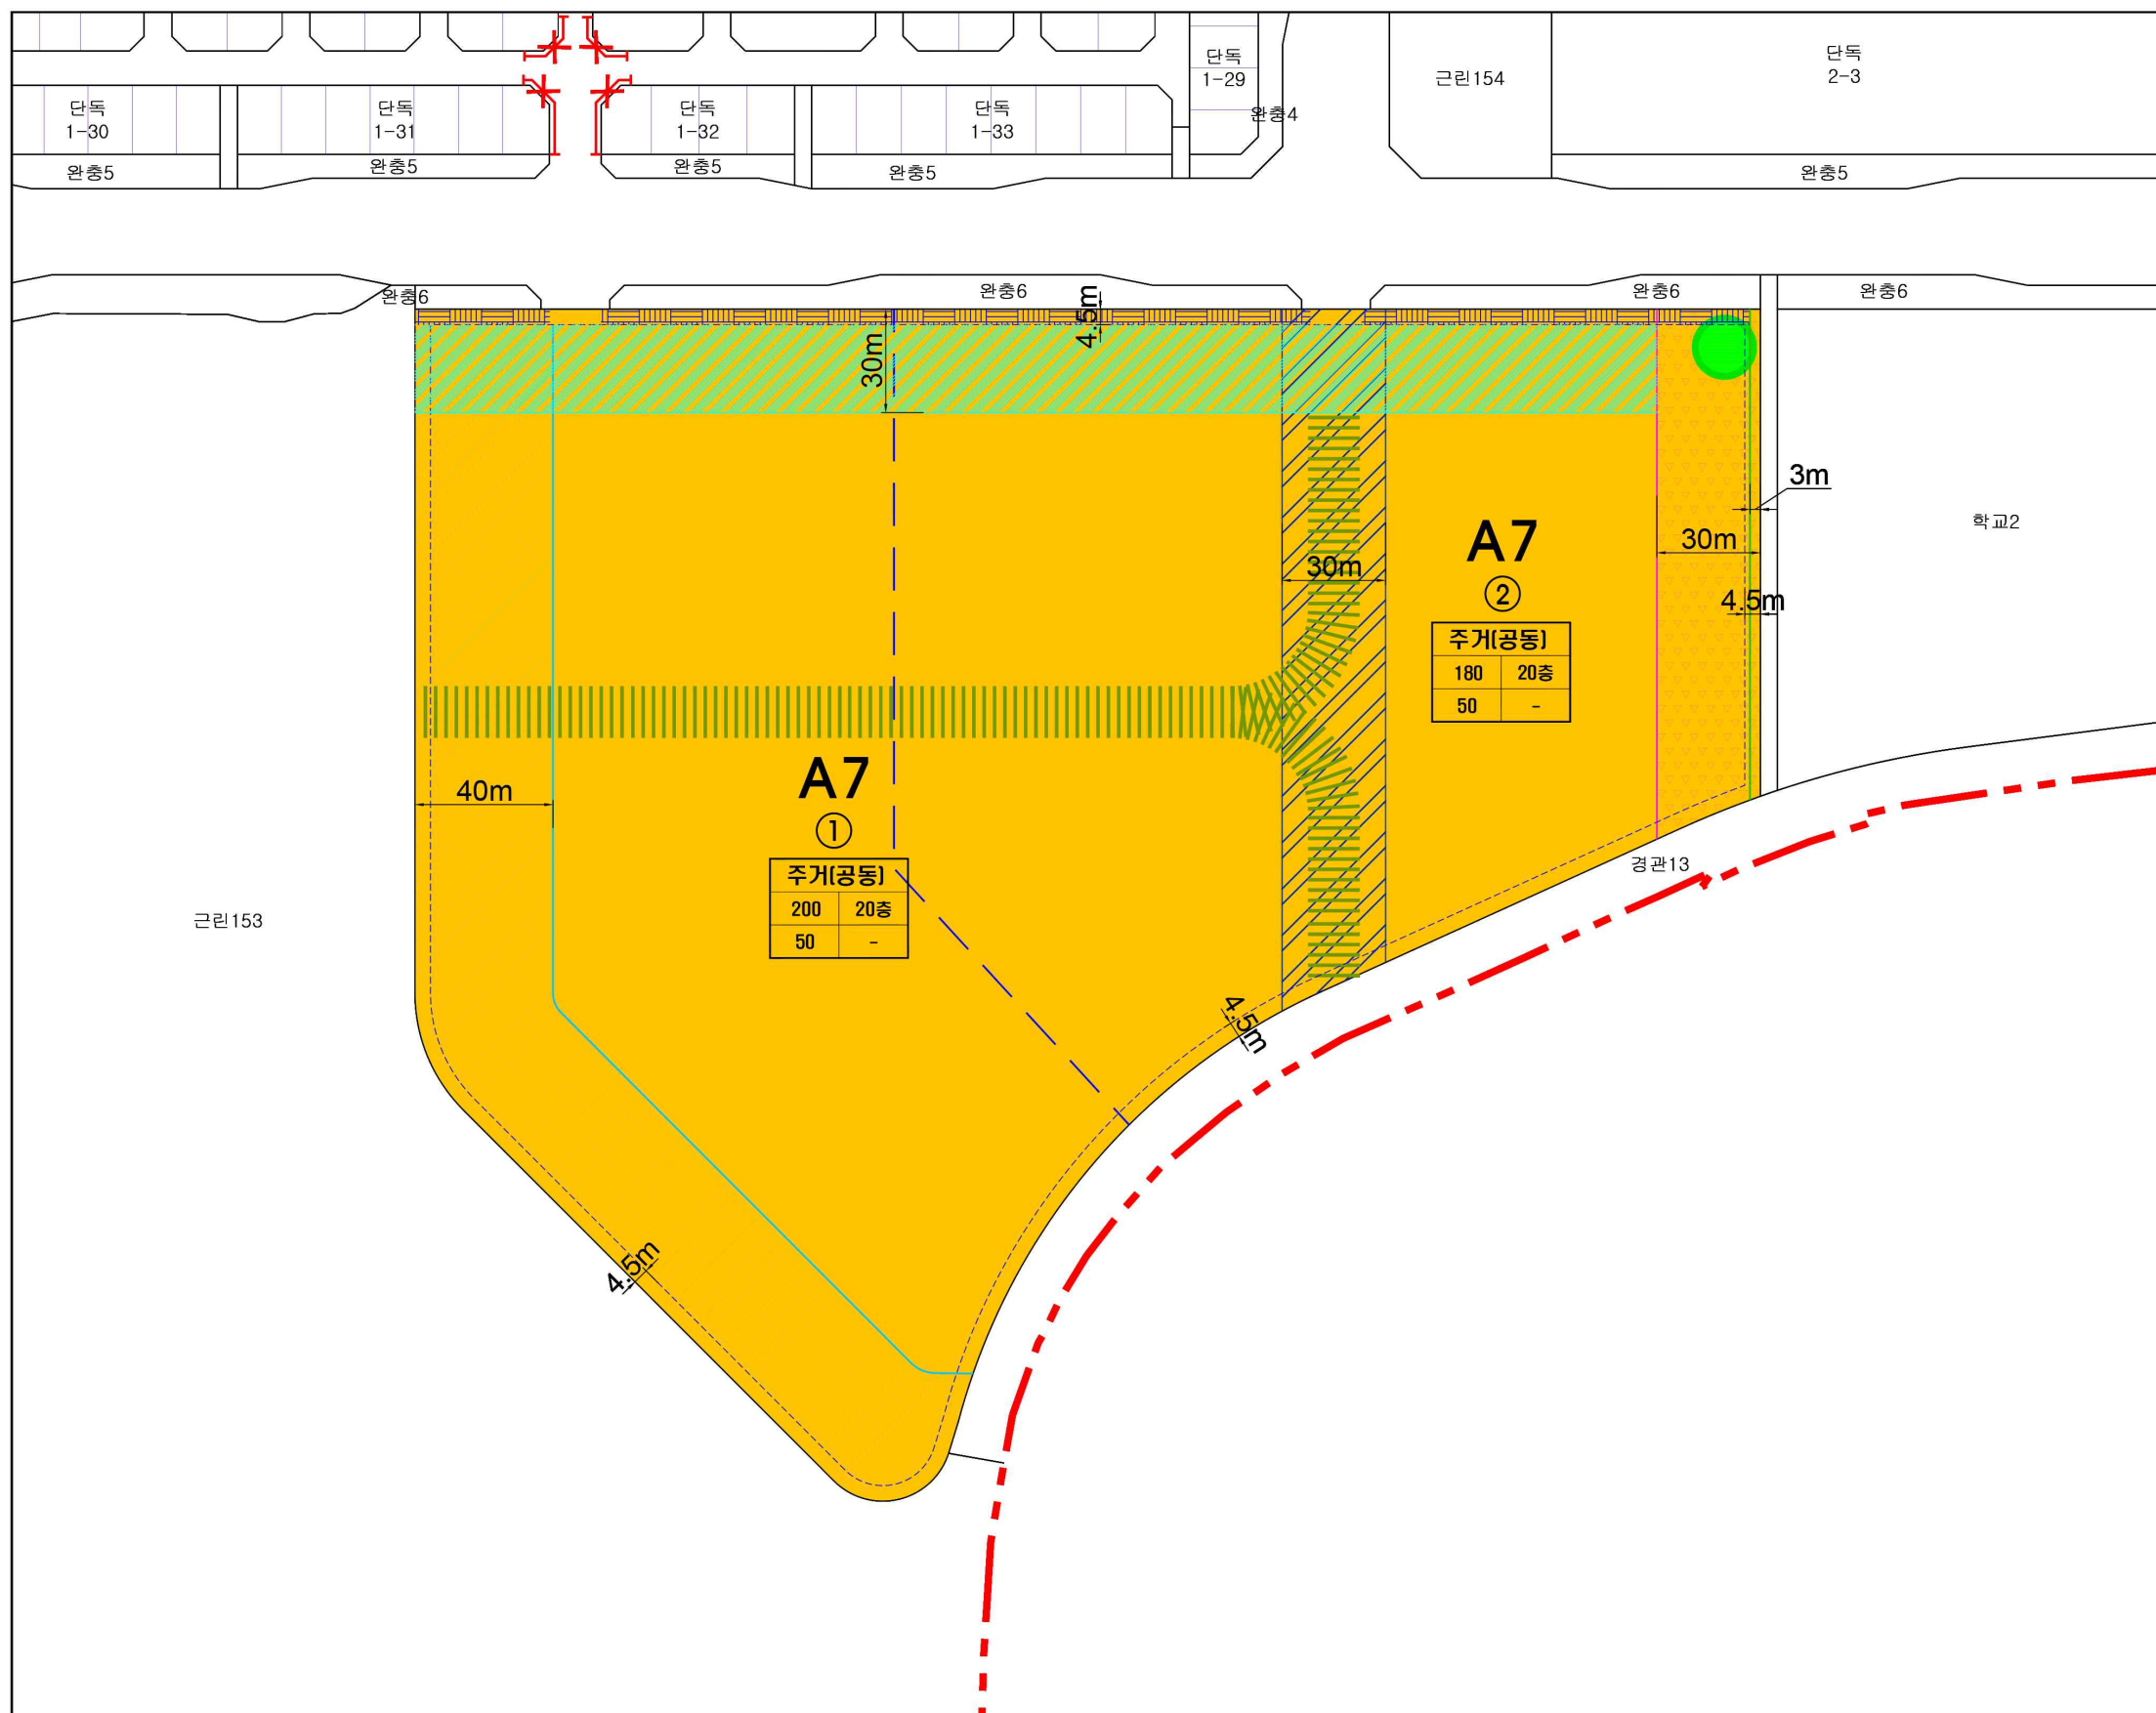 단독
1-29
근린154
단독
2-3
단독
1-30
단독
1-31
단독
1-32
단독
1-33
완충4
완충5
완충5
완충5
완충5
완충5
완충6
완충6
완충6
완충6
4.5m
30m
3m
학교2
A7
②
30m
30m
4.5m
주거(공동)
180 20층
50 -
A7
①
40m
주거(공동)
200 20층
50 -
경관13
근린153
4.5m
4.5m